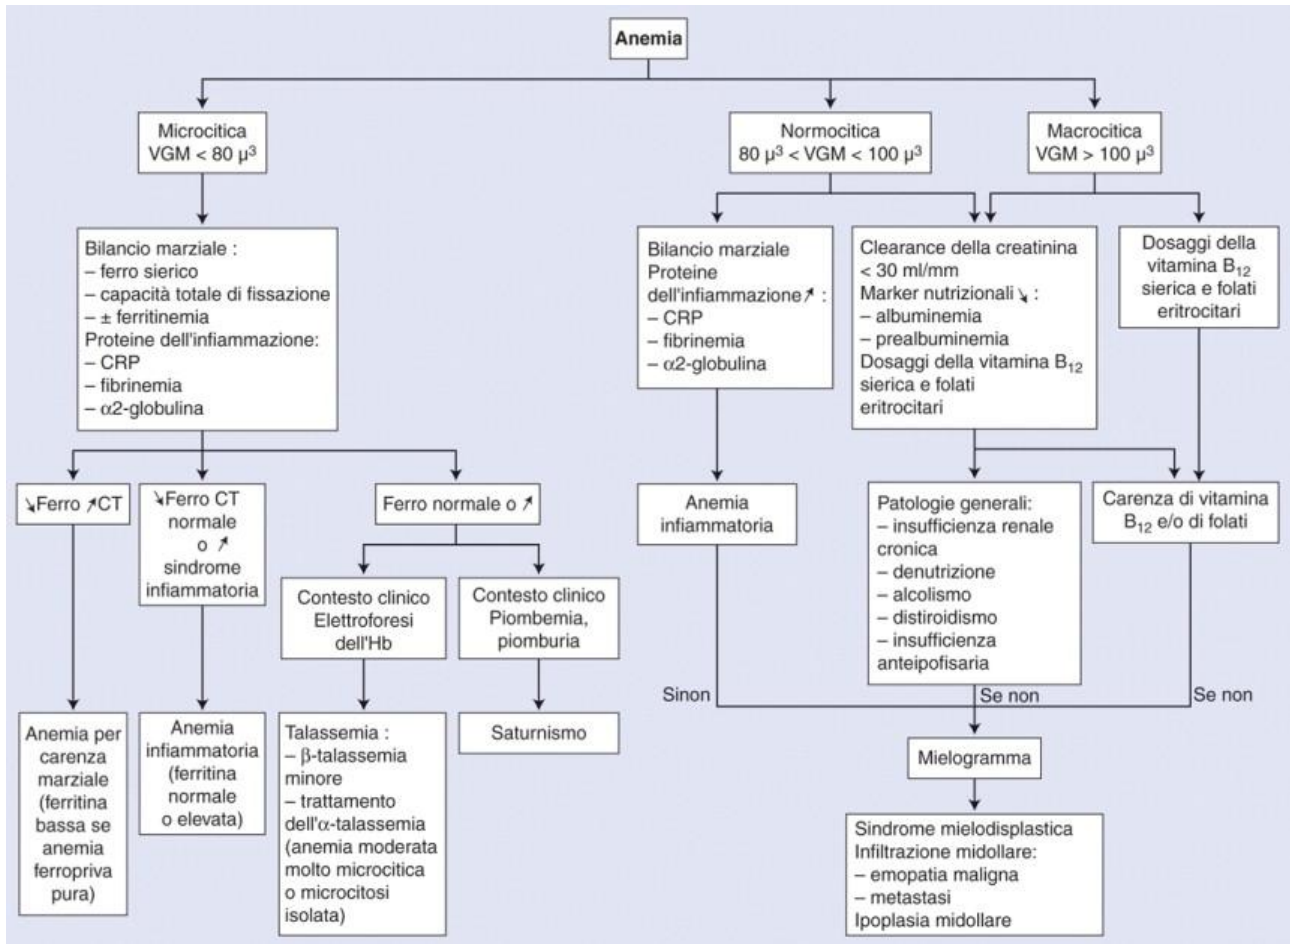 Anemia
Microcitica
VGM < 80 µ³
Normocitica
80 µ³ < VGM < 100 µ³
Macrocitica
VGM > 100 µ³
Bilancio marziale :
– ferro sierico
– capacità totale di fissazione
– ± ferritinemia
Proteine dell'infiammazione:
– CRP
– fibrinemia
– α2-globulina
Bilancio marziale
Proteine
dell'infiammazione↗ :
– CRP
– fibrinemia
– α2-globulina
Clearance della creatinina
< 30 ml/mm
Marker nutrizionali↘ :
– albuminemia
– prealbuminemia
Dosaggi della vitamina B₁₂
sierica e folati
eritrocitari
Dosaggi della
vitamina B₁₂
sierica e folati
eritrocitari
↘Ferro ↗CT
↘Ferro CT
normale
o ↗
sindrome
infiammatoria
Ferro normale o ↗
Anemia
infiammatoria
Patologie generali:
– insufficienza renale
cronica
– denutrizione
– alcolismo
– distiroidismo
– insufficienza
anteipofisaria
Carenza di vitamina
B₁₂ e/o di folati
Contesto clinico
Elettroforesi
dell'Hb
Contesto clinico
Piombemia,
piomburia
Sinon
Se non
Se non
Anemia per
carenza
marziale
(ferritina
bassa se
anemia
ferropriva
pura)
Anemia
infiammatoria
(ferritina
normale
o elevata)
Talassemia :
– β-talassemia
minore
– trattamento
dell'α-talassemia
(anemia moderata
molto microcitica
o microcitosi
isolata)
Saturnismo
Mielogramma
Sindrome mielodisplastica
Infiltrazione midollare:
– emopatia maligna
– metastasi
Ipoplasia midollare